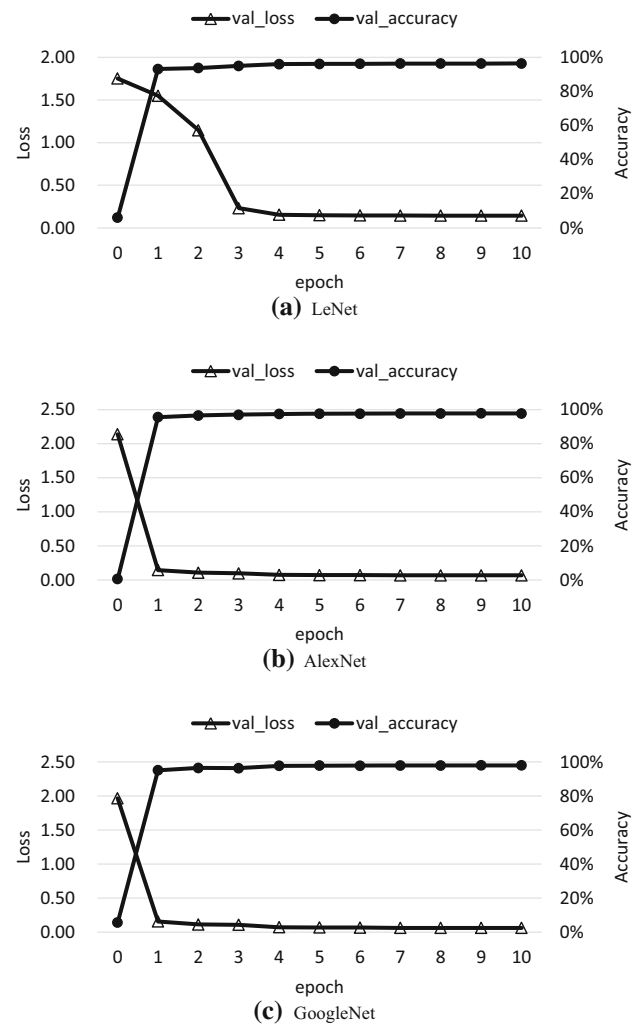 val_loss val_accuracy
2.00 100%
1.50 80%
1.00 60%
0.50 40%
0.00 20%
0%
Loss
Accuracy
0 1 2 3 4 5 6 7 8 9 10
epoch
(a) LeNet
val_loss val_accuracy
2.50 100%
2.00 80%
1.50 60%
1.00 40%
0.50 20%
0.00 0%
Loss
Accuracy
0 1 2 3 4 5 6 7 8 9 10
epoch
(b) AlexNet
val_loss val_accuracy
2.50 100%
2.00 80%
1.50 60%
1.00 40%
0.50 20%
0.00 0%
Loss
Accuracy
0 1 2 3 4 5 6 7 8 9 10
epoch
(c) GoogleNet